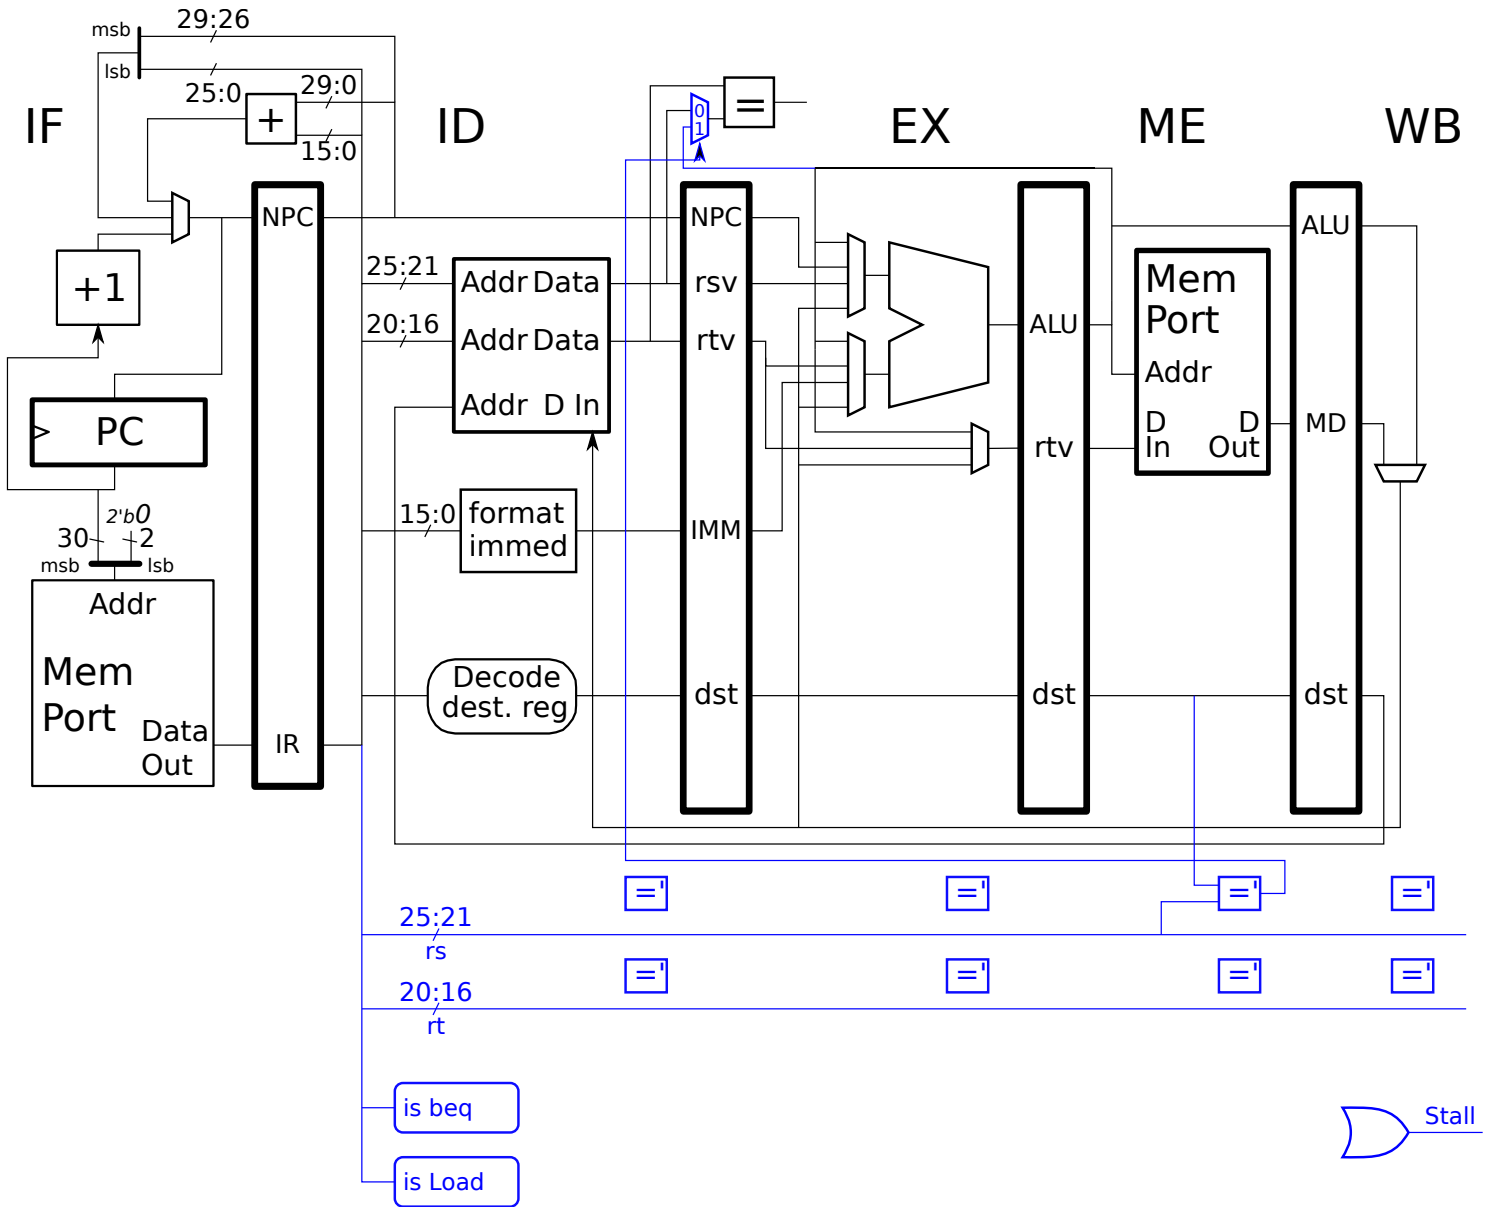 29:26
msb
lsb
25:0
29:0
+
15:0
IF
ID
0
1
=
EX
ME
WB
NPC
NPC
ALU
+1
25:21
Addr Data
rsv
Mem
Port
20:16
Addr Data
rtv
ALU
Addr
Addr D In
PC
D
In
D
Out
rtv
MD
2'b0
30
2
msb
lsb
15:0
format
immed
IMM
Addr
Mem
Port
Data
Out
IR
Decode
dest. reg
dst
dst
dst
='
='
='
='
25:21
rs
='
='
='
='
20:16
rt
is beq
Stall
is Load